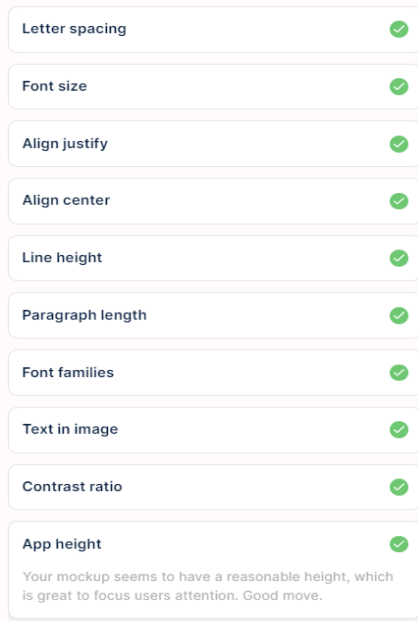 Letter spacing
Font size
Align justify
Align center
Line height
Paragraph length
Font families
Text in image
Contrast ratio
App height
Your mockup seems to have a reasonable height, which
is great to focus users attention. Good move.